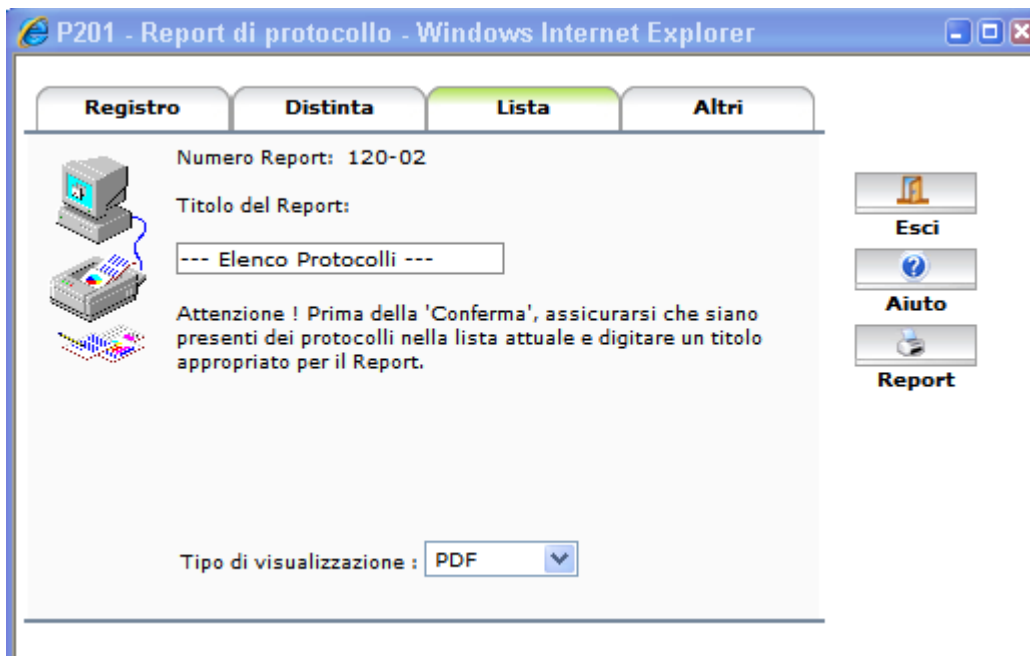 P201 - Report di protocollo - Windows Internet Explorer
Registro
Distinta
Lista
Altri
Numero Report: 120-02
Titolo del Report:
--- Elenco Protocolli ---
Attenzione ! Prima della 'Conferma', assicurarsi che siano
presenti dei protocolli nella lista attuale e digitare un titolo
appropriato per il Report.
Tipo di visualizzazione : PDF
Esci
Aiuto
Report